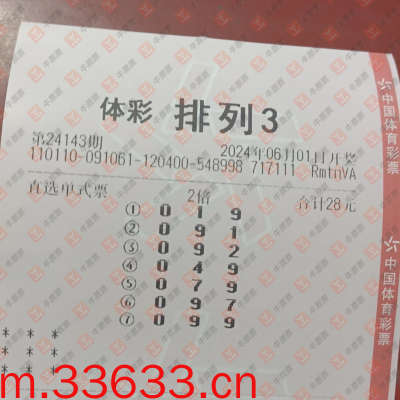 体彩 排列3
第24143期 2024年06月01日开奖
110110-091061-120400-548998 717111 RmtnVA
直选单式票 2倍 合计28元
① 0 1 9
② 0 9 1
③ 0 9 2
④ 0 4 9
⑤ 0 7 9
⑥ 0 9 7
⑦ 0 9 9
* * *
* * *
* * *
中国体育彩票
中国体育彩票
m.33633.cn